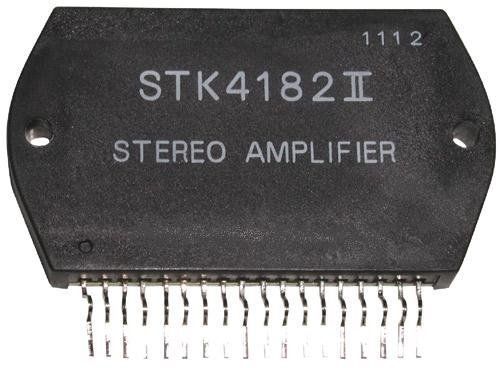 1112
STK4182II
STEREO AMPLIFIER